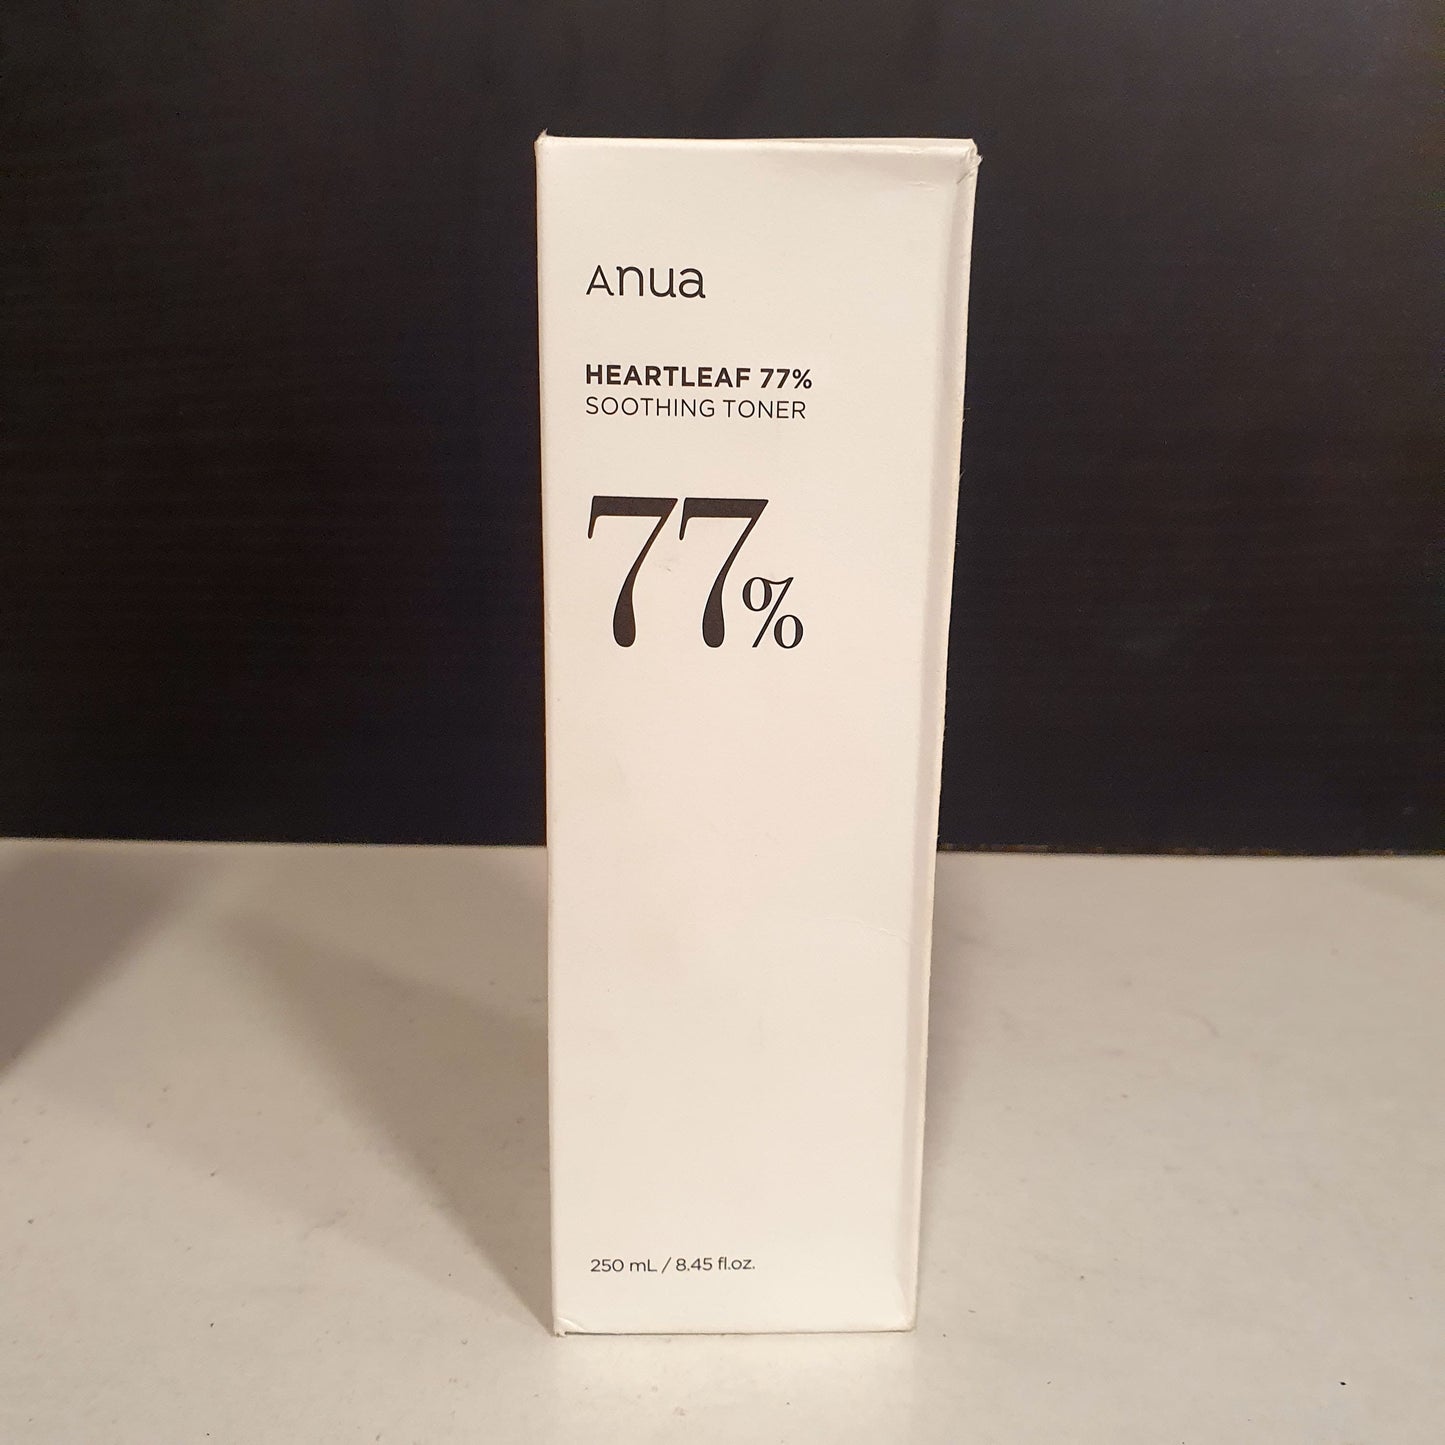 Anua
HEARTLEAF 77%
SOOTHING TONER
77%
250 mL / 8.45 fl.oz.